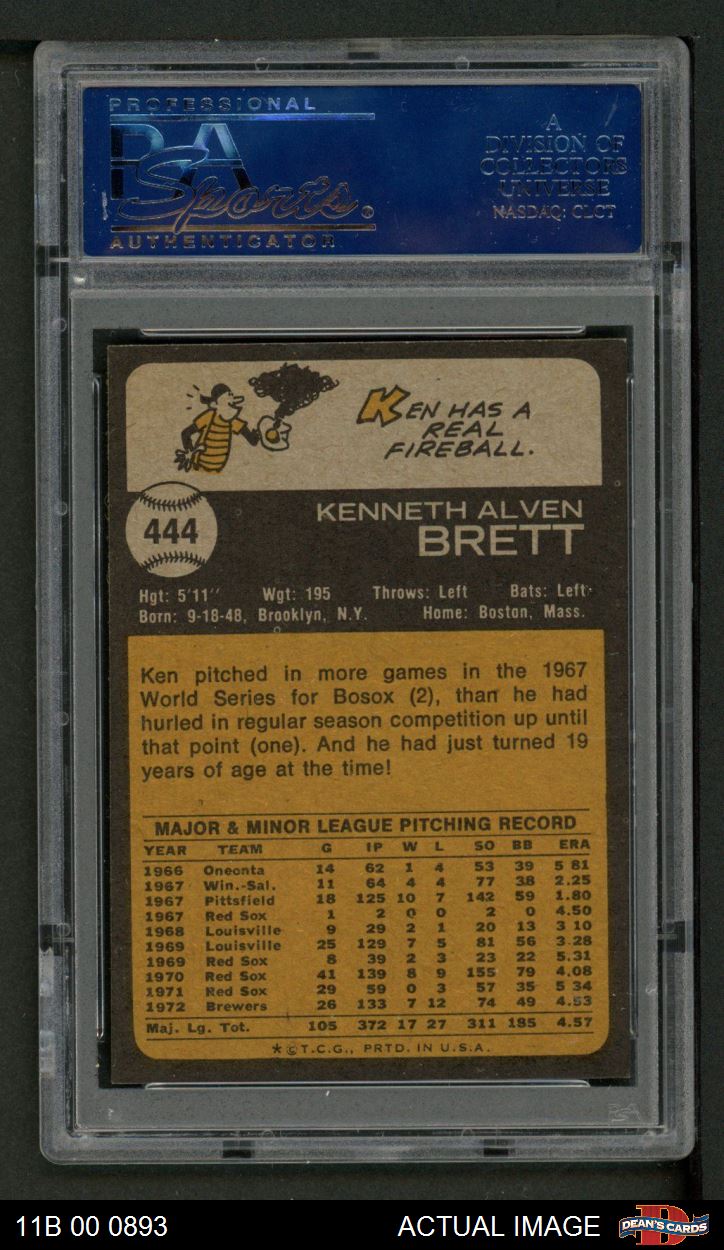 PROFESSIONAL
PSA
Sports®
AUTHENTICATOR
A
DIVISION OF
COLLECTORS
UNIVERSE
NASDAQ: CLCT
KEN HAS A
REAL
FIREBALL.
444
KENNETH ALVEN
BRETT
Hgt: 5'11" Wgt: 195 Throws: Left Bats: Left
Born: 9-18-48, Brooklyn, N.Y. Home: Boston, Mass.
Ken pitched in more games in the 1967
World Series for Bosox (2), than he had
hurled in regular season competition up until
that point (one). And he had just turned 19
years of age at the time!
MAJOR & MINOR LEAGUE PITCHING RECORD
YEAR TEAM G IP W L SO BB ERA
1966 Oneonta 14 62 1 4 53 39 5 81
1967 Win.-Sal. 11 64 4 4 77 38 2.25
1967 Pittsfield 18 125 10 7 142 59 1.80
1967 Red Sox 1 2 0 0 2 0 4.50
1968 Louisville 9 29 2 1 20 13 3 10
1969 Louisville 25 129 7 5 81 56 3.28
1969 Red Sox 8 39 2 3 23 22 5.31
1970 Red Sox 41 139 8 9 155 79 4.08
1971 Red Sox 29 59 0 3 57 35 5 34
1972 Brewers 26 133 7 12 74 49 4.53
Maj. Lg. Tot. 105 372 17 27 311 185 4.57
*©T.C.G., PRTD. IN U.S.A.
PSA
11B 00 0893 ACTUAL IMAGE DEAN'S CARDS